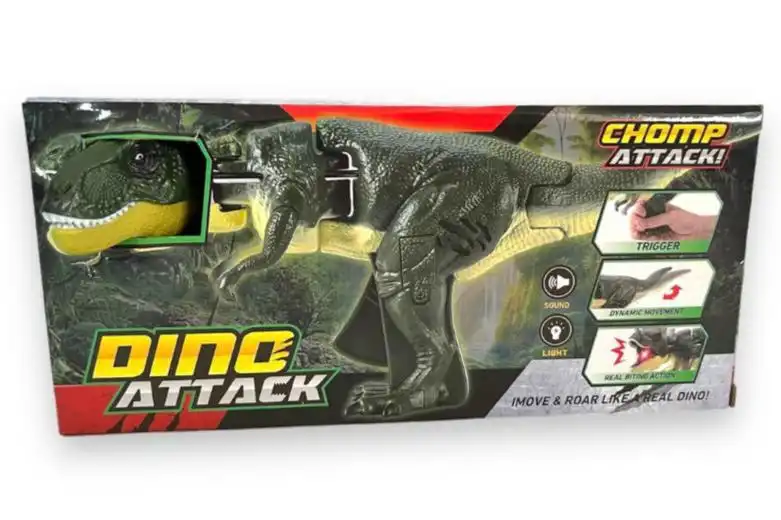 CHOMP
ATTACK!
TRIGGER
DYNAMIC MOVEMENT
SOUND
LIGHT
REAL BITING ACTION
DINO
ATTACK
IMOVE & ROAR LIKE A REAL DINO!